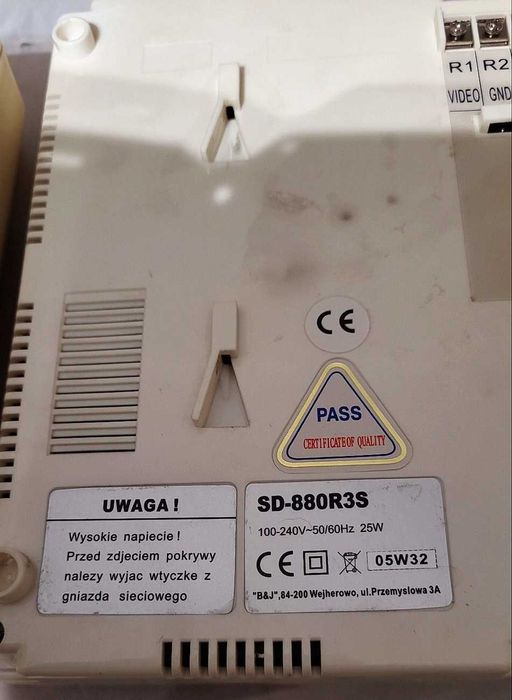 R1 R2
VIDEO GND
CE
PASS
CERTIFICATE OF QUALITY
UWAGA !
Wysokie napiecie !
Przed zdjeciem pokrywy
nalezy wyjac wtyczke z
gniazda sieciowego
SD-880R3S
100-240V~50/60Hz 25W
CE 05W32
"B&J",84-200 Wejherowo, ul.Przemyslowa 3A